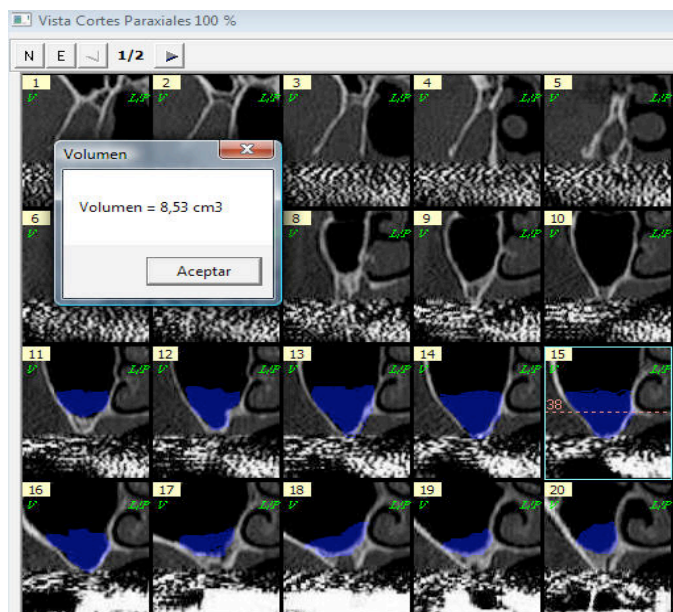 Vista Cortes Paraxiales 100 %
N E 1/2
1 2 3 4 5
V L/P V L/P V L/P V L/P V L/P
Volumen
Volumen = 8,53 cm3
Aceptar
6 8 9 10
V L/P V L/P V L/P
11 12 13 14 15
V L/P V L/P V L/P V L/P V L/P
38
16 17 18 19 20
V L/P V L/P V L/P V L/P V L/P